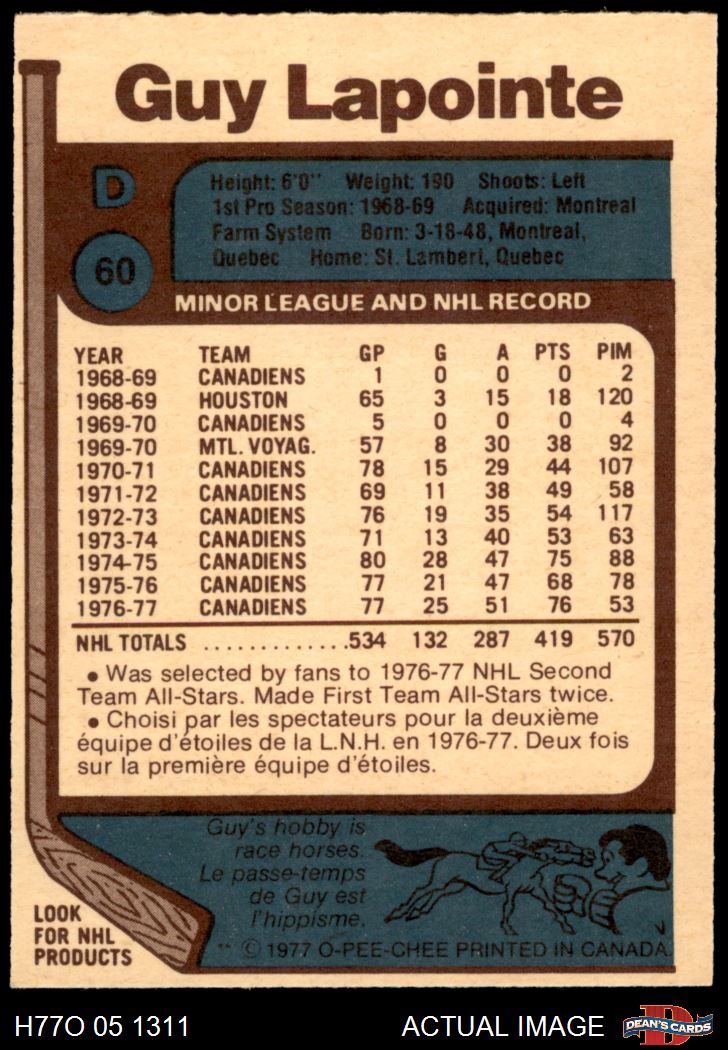 Guy Lapointe
D
60
Height: 6'0" Weight: 190 Shoots: Left
1st Pro Season: 1968-69 Acquired: Montreal
Farm System Born: 3-18-48, Montreal,
Quebec Home: St. Lambert, Quebec
MINOR LEAGUE AND NHL RECORD
YEAR TEAM GP G A PTS PIM
1968-69 CANADIENS 1 0 0 0 2
1968-69 HOUSTON 65 3 15 18 120
1969-70 CANADIENS 5 0 0 0 4
1969-70 MTL. VOYAG. 57 8 30 38 92
1970-71 CANADIENS 78 15 29 44 107
1971-72 CANADIENS 69 11 38 49 58
1972-73 CANADIENS 76 19 35 54 117
1973-74 CANADIENS 71 13 40 53 63
1974-75 CANADIENS 80 28 47 75 88
1975-76 CANADIENS 77 21 47 68 78
1976-77 CANADIENS 77 25 51 76 53
NHL TOTALS ..............534 132 287 419 570
• Was selected by fans to 1976-77 NHL Second
Team All-Stars. Made First Team All-Stars twice.
• Choisi par les spectateurs pour la deuxième
équipe d'étoiles de la L.N.H. en 1976-77. Deux fois
sur la première équipe d'étoiles.
Guy's hobby is
race horses.
Le passe-temps
de Guy est
l'hippisme.
LOOK
FOR NHL
PRODUCTS
** © 1977 O-PEE-CHEE PRINTED IN CANADA
H77O 05 1311 ACTUAL IMAGE
D
DEAN'S CARDS